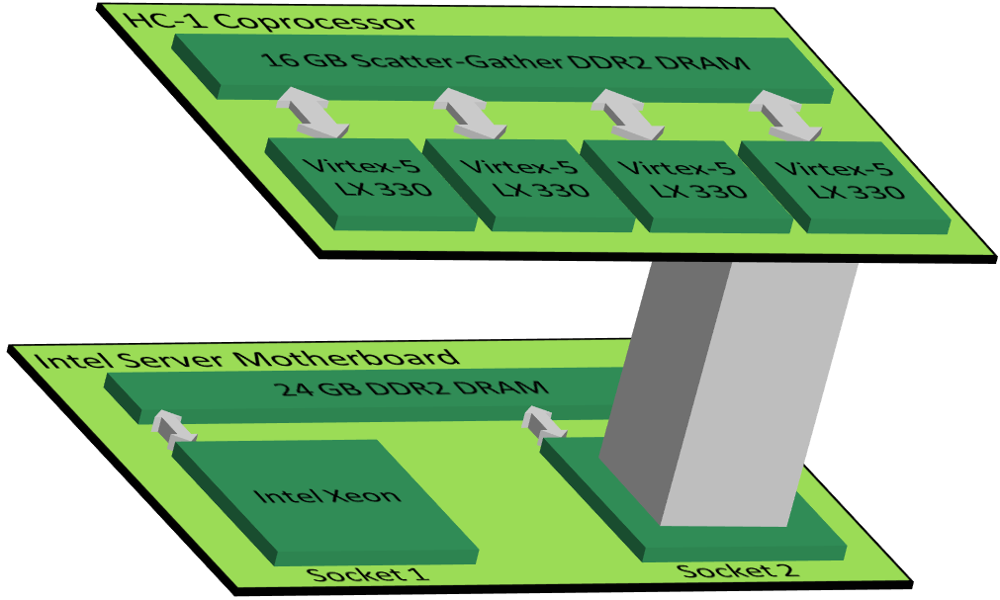 HC-1 Coprocessor
16 GB Scatter-Gather DDR2 DRAM
Virtex-5
LX 330
Virtex-5
LX 330
Virtex-5
LX 330
Virtex-5
LX 330
Intel Server Motherboard
24 GB DDR2 DRAM
Intel Xeon
Socket 1
Socket 2